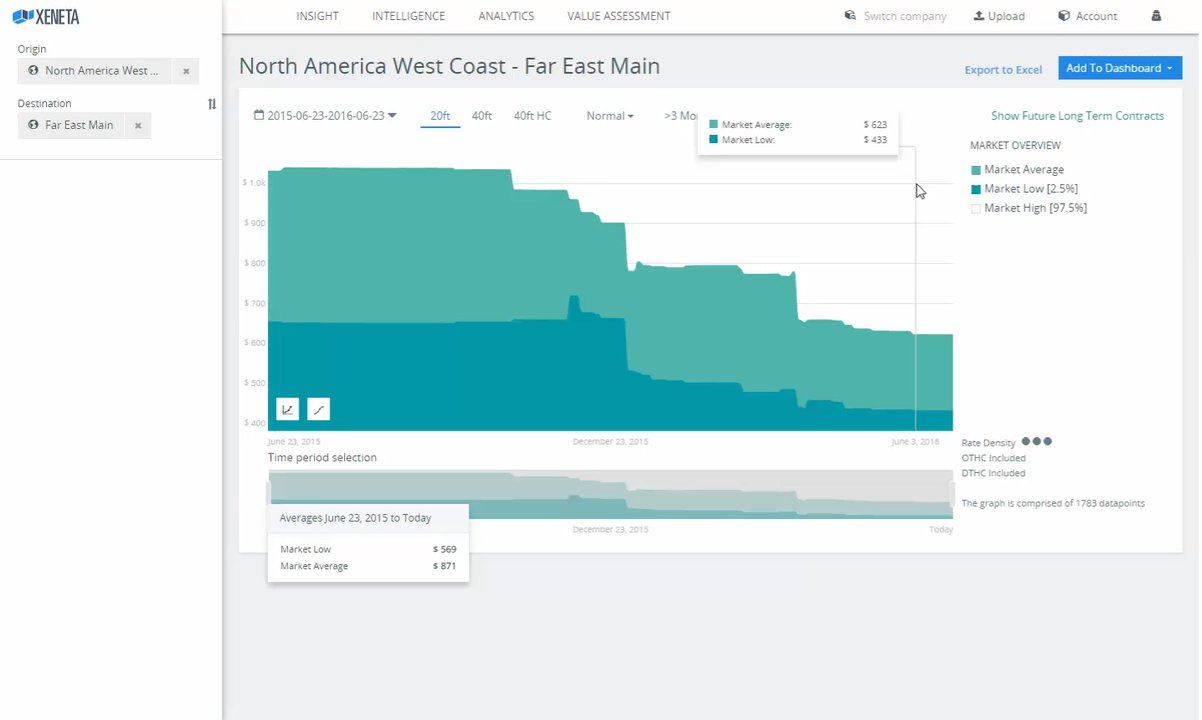 XENETA
INSIGHT INTELLIGENCE ANALYTICS VALUE ASSESSMENT Switch company Upload Account
Origin
North America West ...
Destination
Far East Main
North America West Coast - Far East Main
Export to Excel Add To Dashboard
2015-06-23-2016-06-23 20ft 40ft 40ft HC Normal >3 Mo
Show Future Long Term Contracts
Market Average: $ 623
Market Low: $ 433
MARKET OVERVIEW
Market Average
Market Low [2.5%]
Market High [97.5%]
$ 1.0k
$ 900
$ 800
$ 700
$ 600
$ 500
$ 400
June 23, 2015 December 23, 2015 June 3, 2016
Rate Density
OTHC Included
DTHC Included
The graph is comprised of 1783 datapoints
Time period selection
December 23, 2015 Today
Averages June 23, 2015 to Today
Market Low $ 569
Market Average $ 871